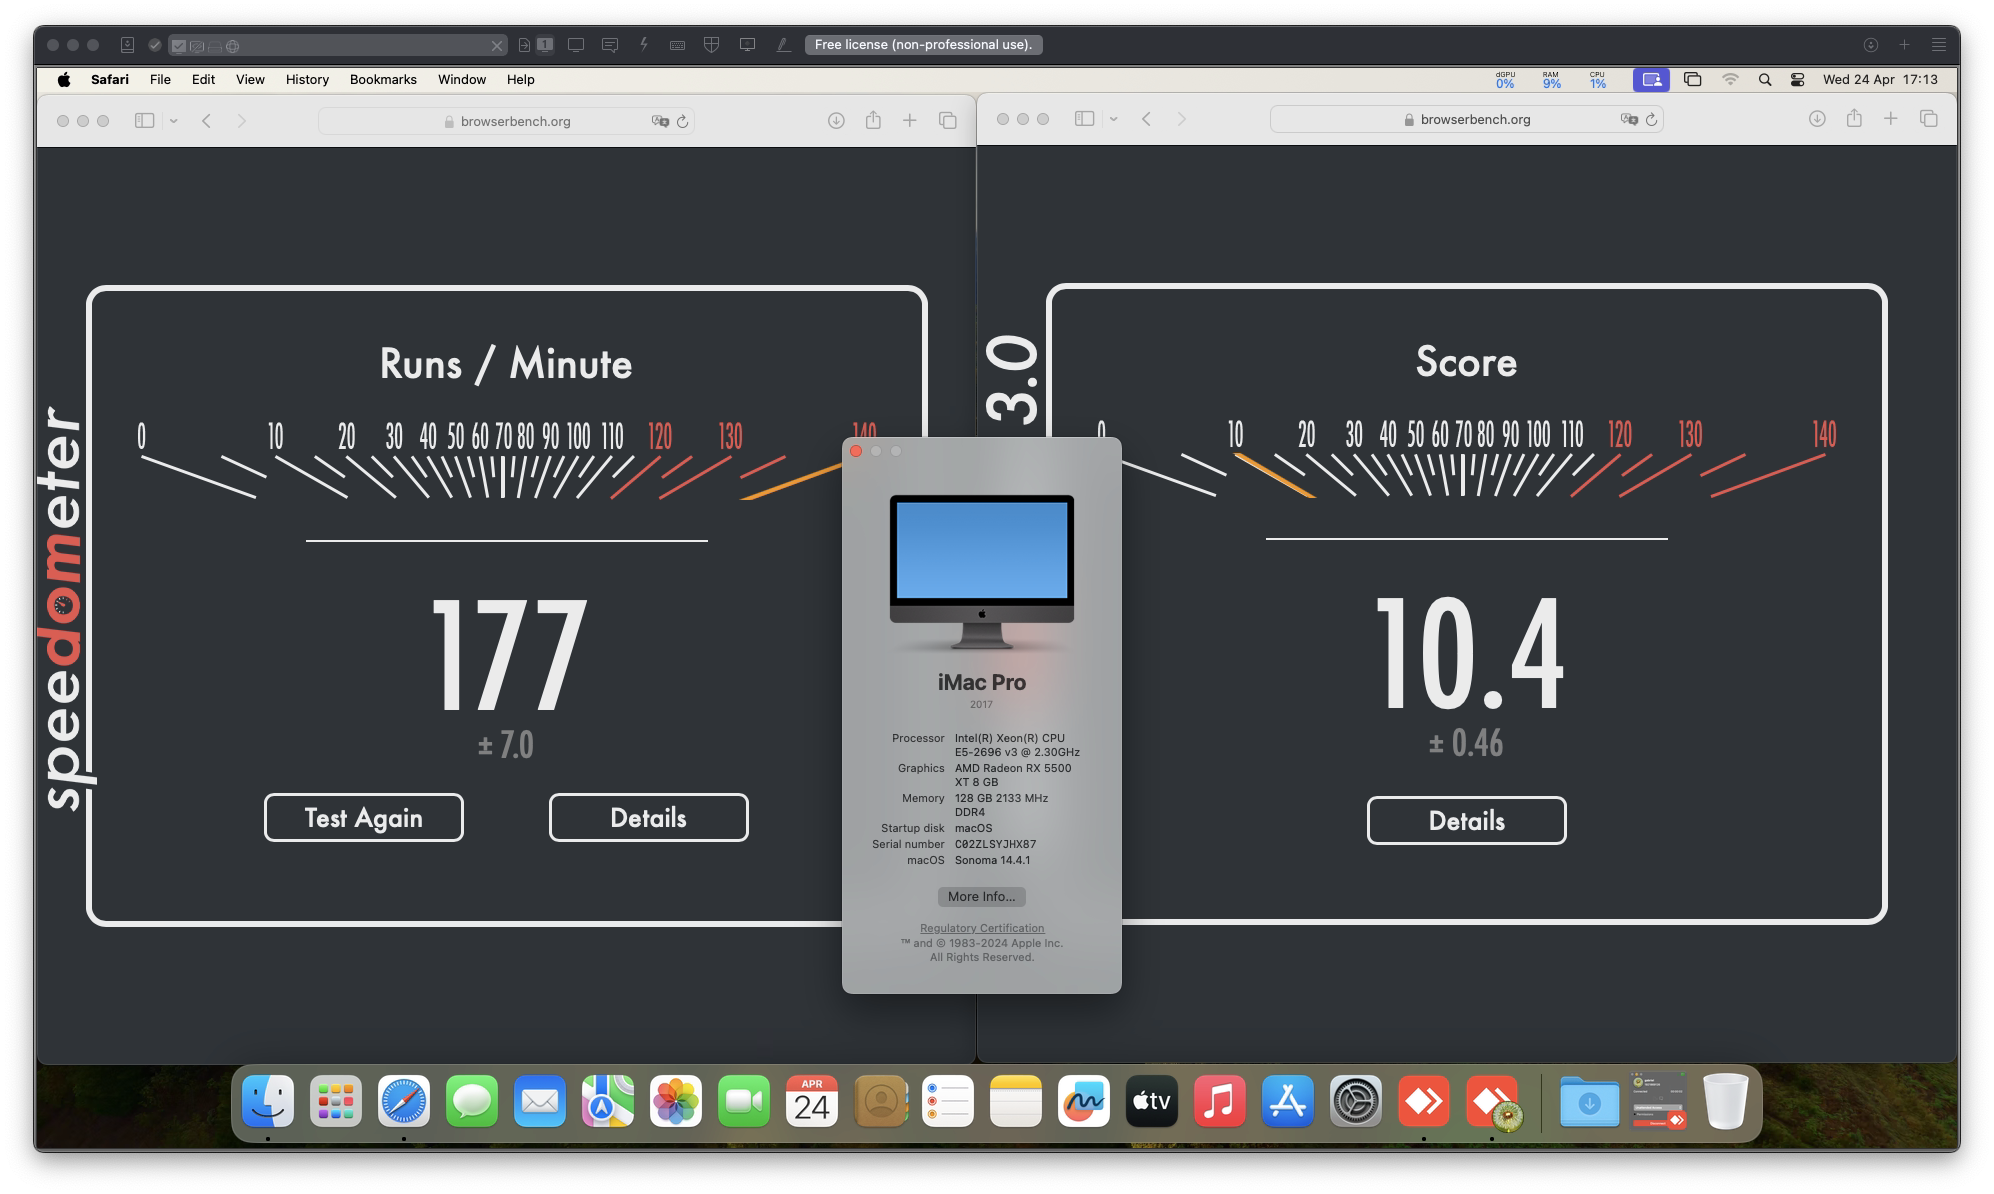 1
Free license (non-professional use).
Safari File Edit View History Bookmarks Window Help
dGPU 0% RAM 9% CPU 1% Wed 24 Apr 17:13
browserbench.org
Runs / Minute
0 10 20 30 40 50 60 70 80 90 100 110 120 130 140
177
± 7.0
Test Again Details
speedometer
browserbench.org
3.0
Score
0 10 20 30 40 50 60 70 80 90 100 110 120 130 140
10.4
± 0.46
Details
iMac Pro
2017
Processor Intel(R) Xeon(R) CPU
E5-2696 v3 @ 2.30GHz
Graphics AMD Radeon RX 5500
XT 8 GB
Memory 128 GB 2133 MHz
DDR4
Startup disk macOS
Serial number C02ZLSYJHX87
macOS Sonoma 14.4.1
More Info...
Regulatory Certification
™ and © 1983-2024 Apple Inc.
All Rights Reserved.
APR
24
tv